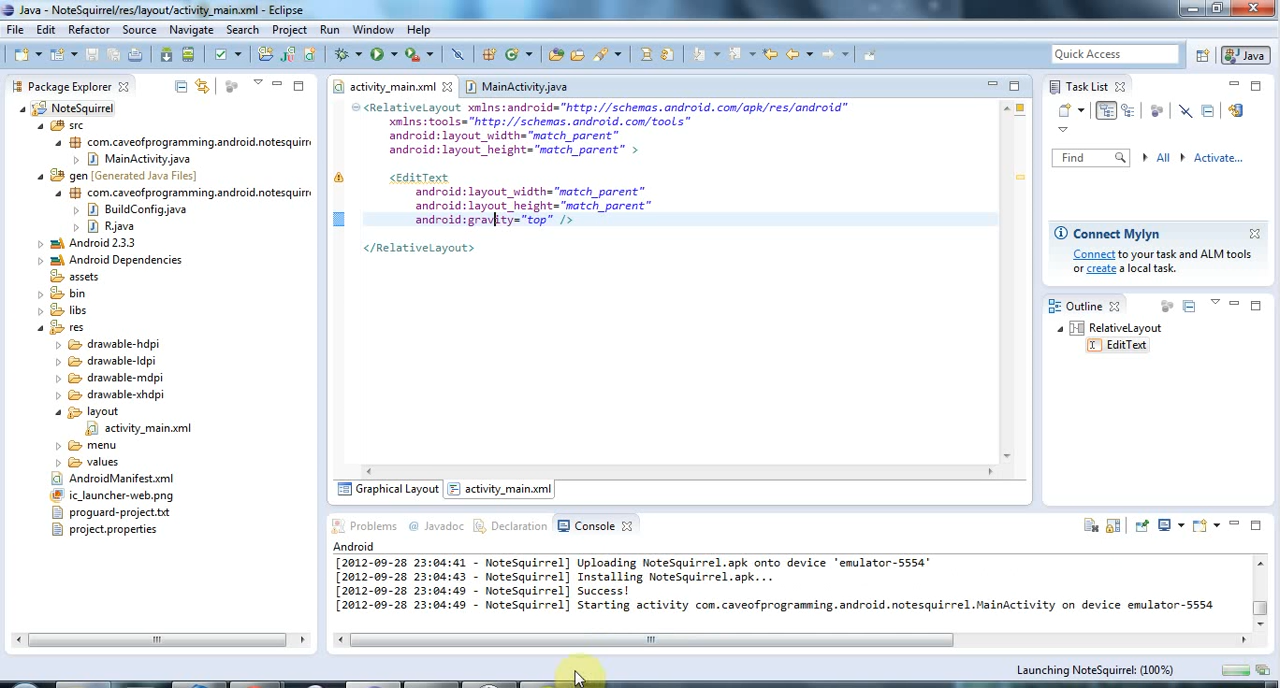 Java - NoteSquirrel/res/layout/activity_main.xml - Eclipse
File Edit Refactor Source Navigate Search Project Run Window Help
Quick Access
Java
Package Explorer
NoteSquirrel
src
com.caveofprogramming.android.notesquirr
MainActivity.java
gen [Generated Java Files]
com.caveofprogramming.android.notesquirr
BuildConfig.java
R.java
Android 2.3.3
Android Dependencies
assets
bin
libs
res
drawable-hdpi
drawable-ldpi
drawable-mdpi
drawable-xhdpi
layout
activity_main.xml
menu
values
AndroidManifest.xml
ic_launcher-web.png
proguard-project.txt
project.properties
activity_main.xml
MainActivity.java
<RelativeLayout xmlns:android="http://schemas.android.com/apk/res/android"
xmlns:tools="http://schemas.android.com/tools"
android:layout_width="match_parent"
android:layout_height="match_parent" >
<EditText
android:layout_width="match_parent"
android:layout_height="match_parent"
android:gravity="top" />
</RelativeLayout>
Graphical Layout
activity_main.xml
Task List
Find
All
Activate...
Connect Mylyn
Connect to your task and ALM tools
or create a local task.
Outline
RelativeLayout
EditText
Problems
@ Javadoc
Declaration
Console
Android
[2012-09-28 23:04:41 - NoteSquirrel] Uploading NoteSquirrel.apk onto device 'emulator-5554'
[2012-09-28 23:04:43 - NoteSquirrel] Installing NoteSquirrel.apk...
[2012-09-28 23:04:49 - NoteSquirrel] Success!
[2012-09-28 23:04:49 - NoteSquirrel] Starting activity com.caveofprogramming.android.notesquirrel.MainActivity on device emulator-5554
Launching NoteSquirrel: (100%)